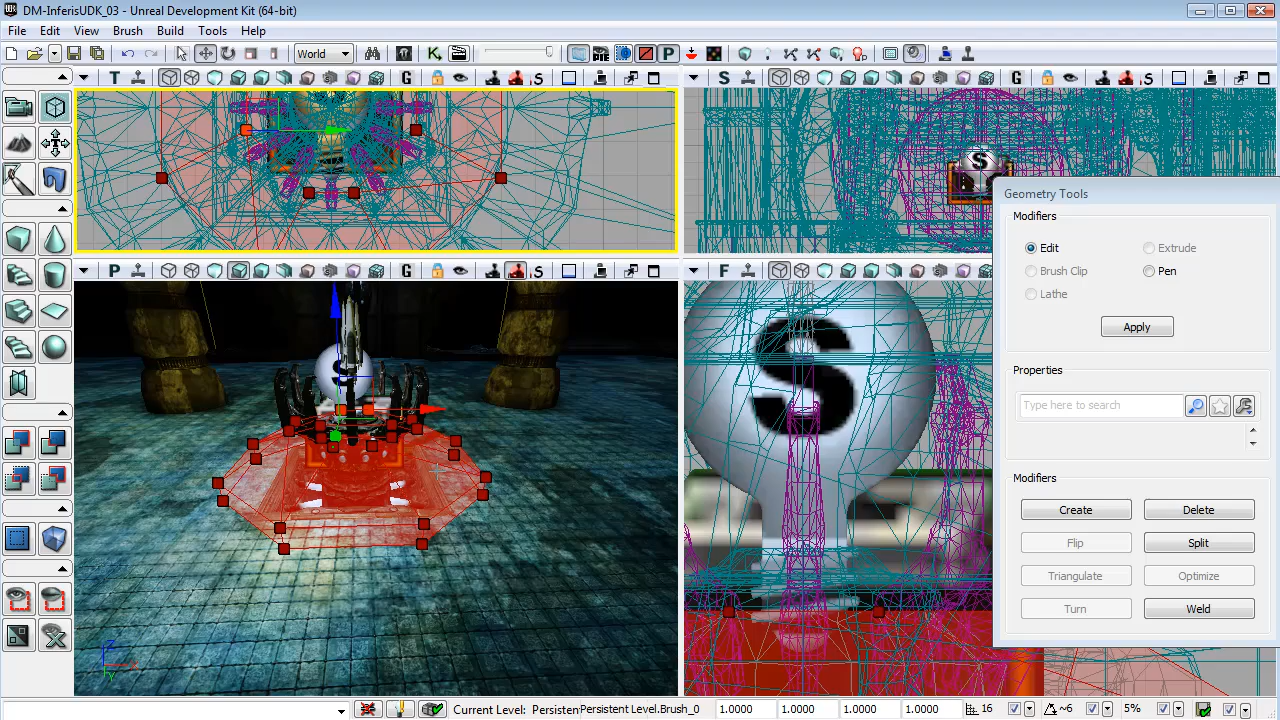 DM-InferisUDK_03 - Unreal Development Kit (64-bit)
File Edit View Brush Build Tools Help
World
T G S
S G S
P G S
F G
S
S
Geometry Tools
Modifiers
Edit Extrude
Brush Clip Pen
Lathe
Apply
Properties
Type here to search
Modifiers
Create Delete
Flip Split
Triangulate Optimize
Turn Weld
Z
X
Y
Current Level: Persisten Persistent Level.Brush_0 1.0000 1.0000 1.0000 1.0000 16 ~6 5%